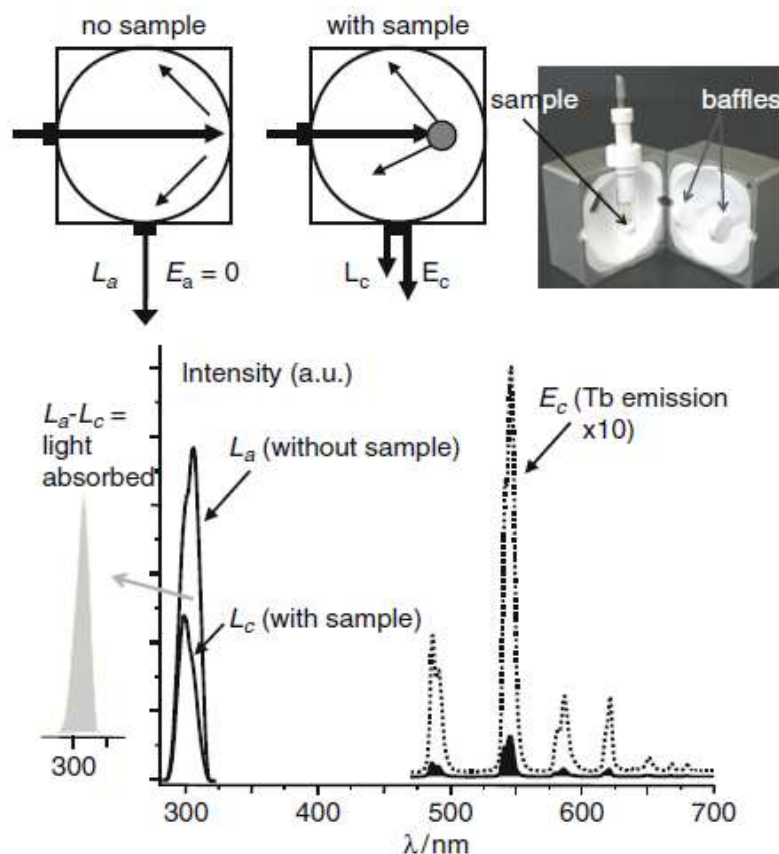 no sample
with sample
sample
baffles
L_a
E_a = 0
L_c
E_c
Intensity (a.u.)
L_a-L_c =
light
absorbed
L_a (without sample)
E_c (Tb emission
x10)
L_c (with sample)
300
300
400
500
600
700
λ/nm